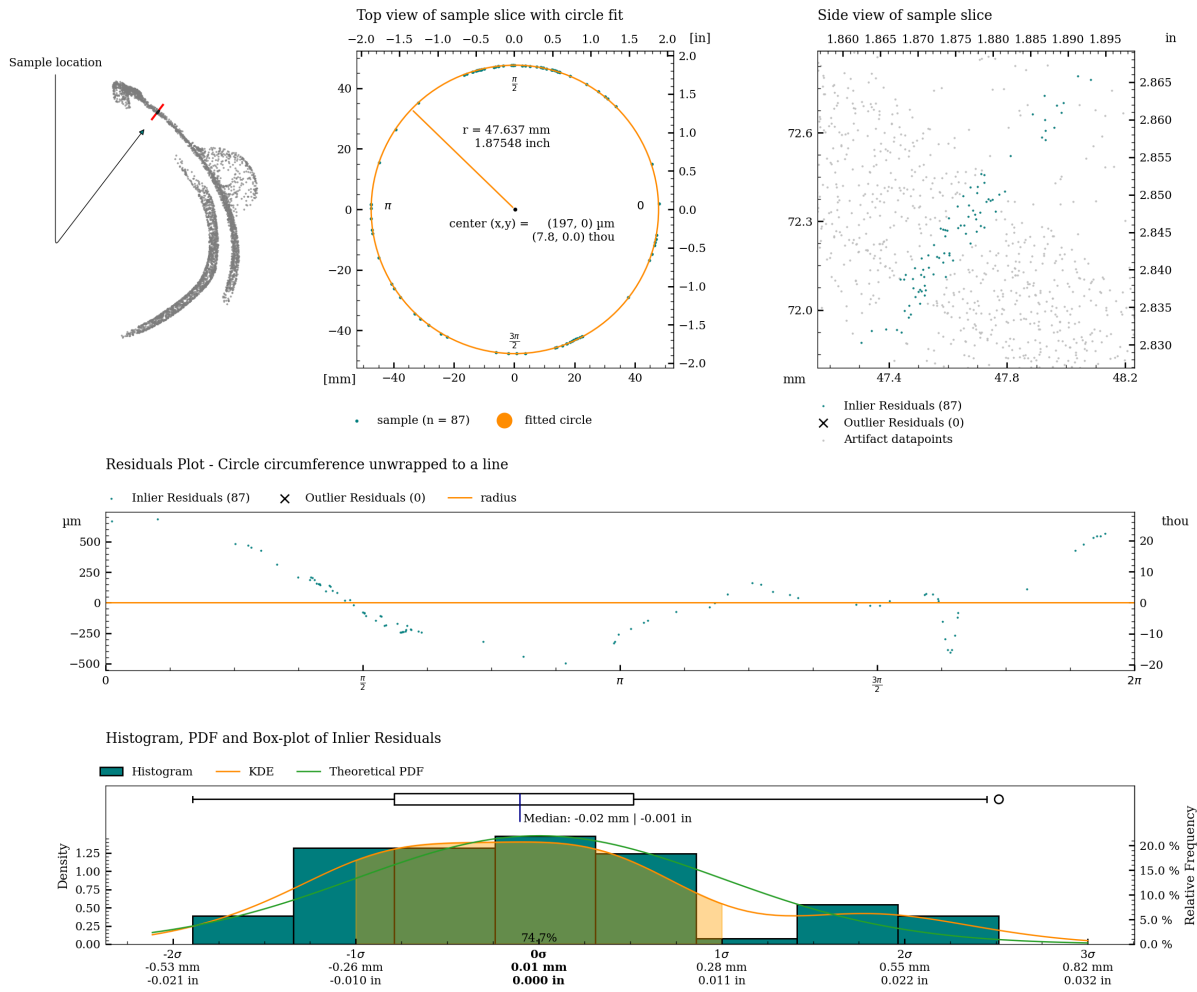 Top view of sample slice with circle fit
Side view of sample slice
−2.0 −1.5 −1.0 −0.5 0.0 0.5 1.0 1.5 2.0 [in]
1.860 1.865 1.870 1.875 1.880 1.885 1.890 1.895 in
Sample location
40
20
0
−20
−40
2.0
1.5
1.0
0.5
0.0
−0.5
−1.0
−1.5
−2.0
π/2
r = 47.637 mm
1.87548 inch
π
0
center (x,y) = (197, 0) µm
(7.8, 0.0) thou
3π/2
[mm] −40 −20 0 20 40
72.6
72.3
72.0
2.865
2.860
2.855
2.850
2.845
2.840
2.835
2.830
mm 47.4 47.8 48.2
sample (n = 87) fitted circle
Inlier Residuals (87)
Outlier Residuals (0)
Artifact datapoints
Residuals Plot - Circle circumference unwrapped to a line
Inlier Residuals (87) Outlier Residuals (0) radius
µm thou
500 20
250 10
0 0
−250 −10
−500 −20
0 π/2 π 3π/2 2π
Histogram, PDF and Box-plot of Inlier Residuals
Histogram KDE Theoretical PDF
Median: -0.02 mm | -0.001 in
Density
1.25
1.00
0.75
0.50
0.25
0.00
Relative Frequency
20.0 %
15.0 %
10.0 %
5.0 %
0.0 %
74.7%
-2σ -1σ 0σ 1σ 2σ 3σ
-0.53 mm -0.26 mm 0.01 mm 0.28 mm 0.55 mm 0.82 mm
-0.021 in -0.010 in 0.000 in 0.011 in 0.022 in 0.032 in